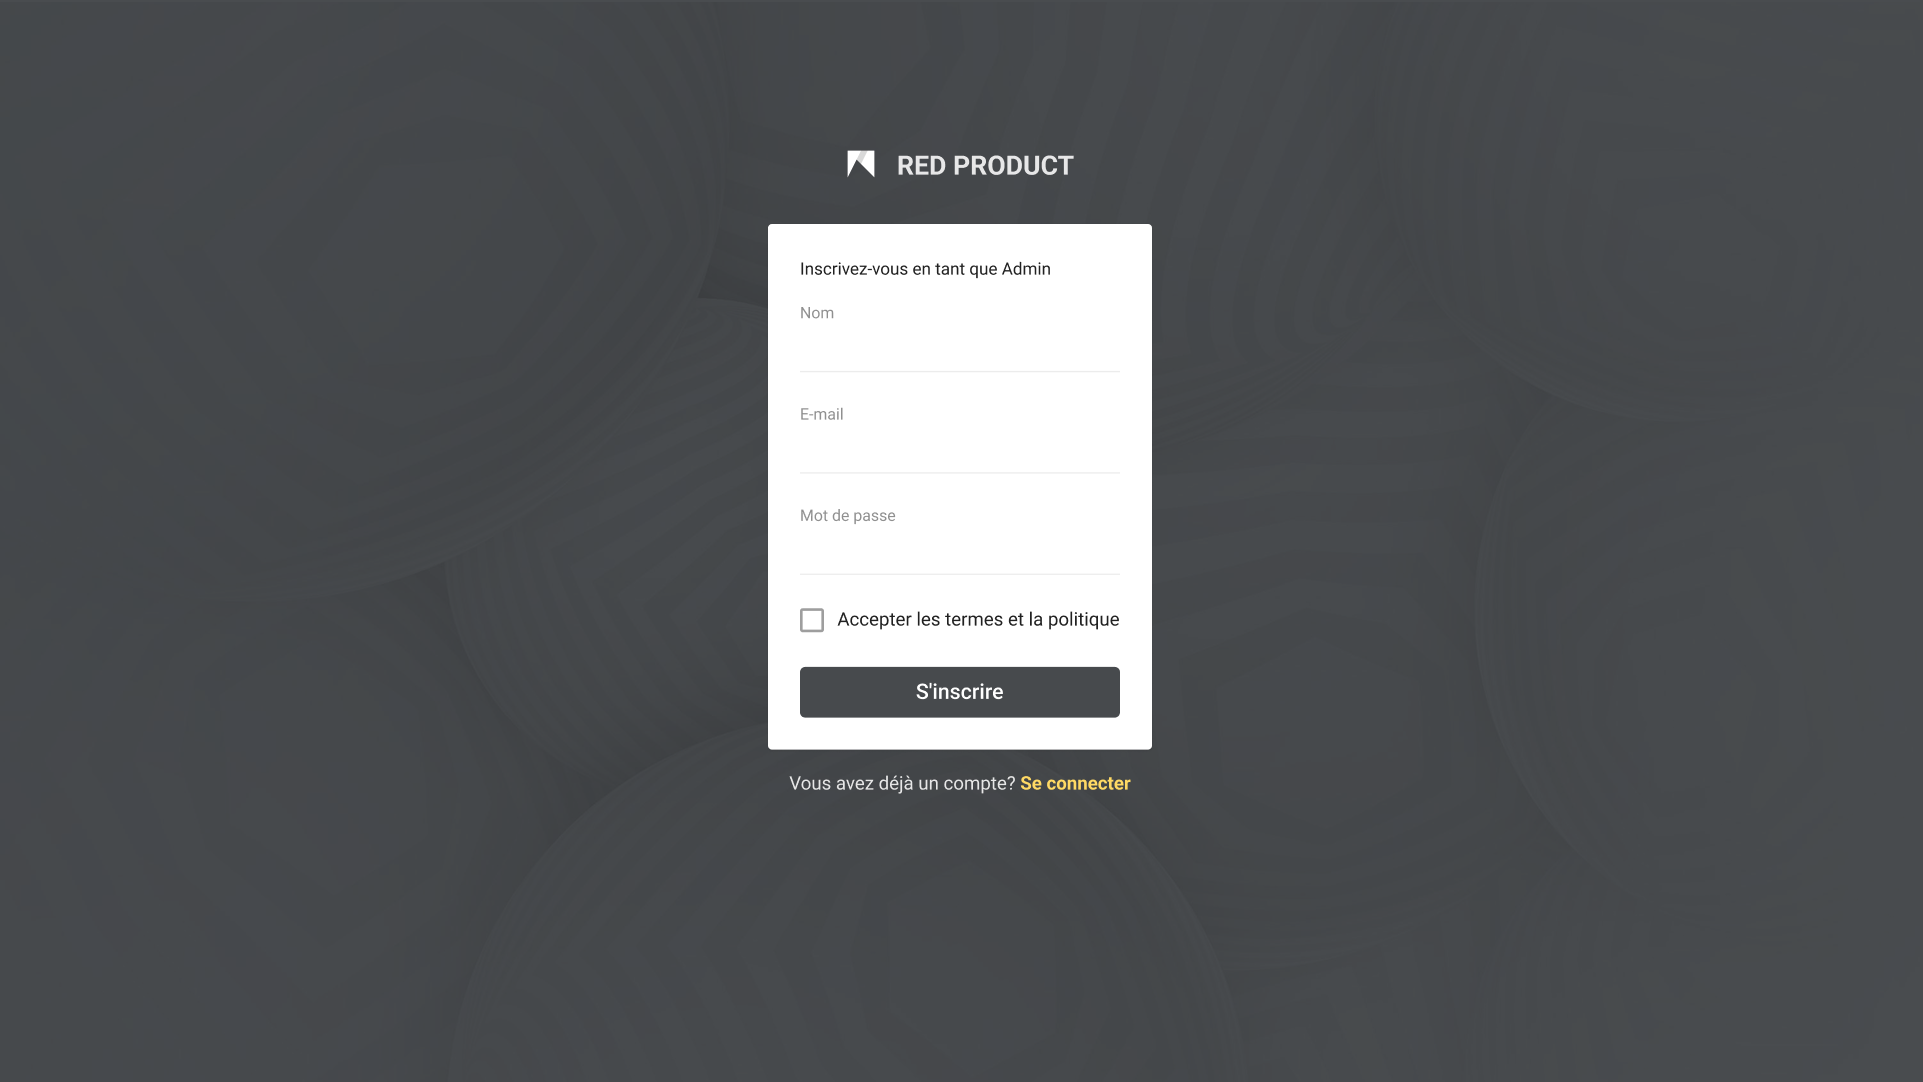 RED PRODUCT
Inscrivez-vous en tant que Admin
Nom
E-mail
Mot de passe
Accepter les termes et la politique
S'inscrire
Vous avez déjà un compte? Se connecter